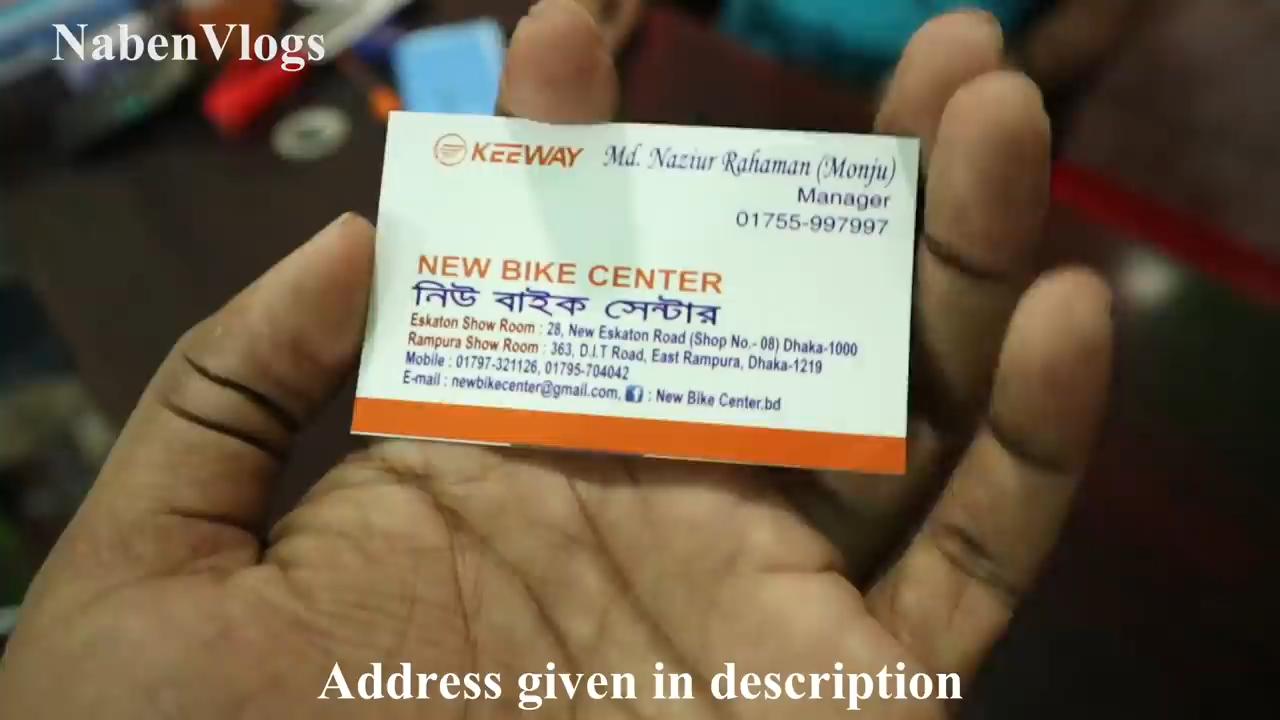 NabenVlogs
KEEWAY
Md. Naziur Rahaman (Monju)
Manager
01755-997997
NEW BIKE CENTER
নিউ বাইক সেন্টার
Eskaton Show Room : 28, New Eskaton Road (Shop No.- 08) Dhaka-1000
Rampura Show Room : 363, D.I.T Road, East Rampura, Dhaka-1219
Mobile : 01797-321126, 01795-704042
E-mail : newbikecenter@gmail.com, f : New Bike Center.bd
Address given in description